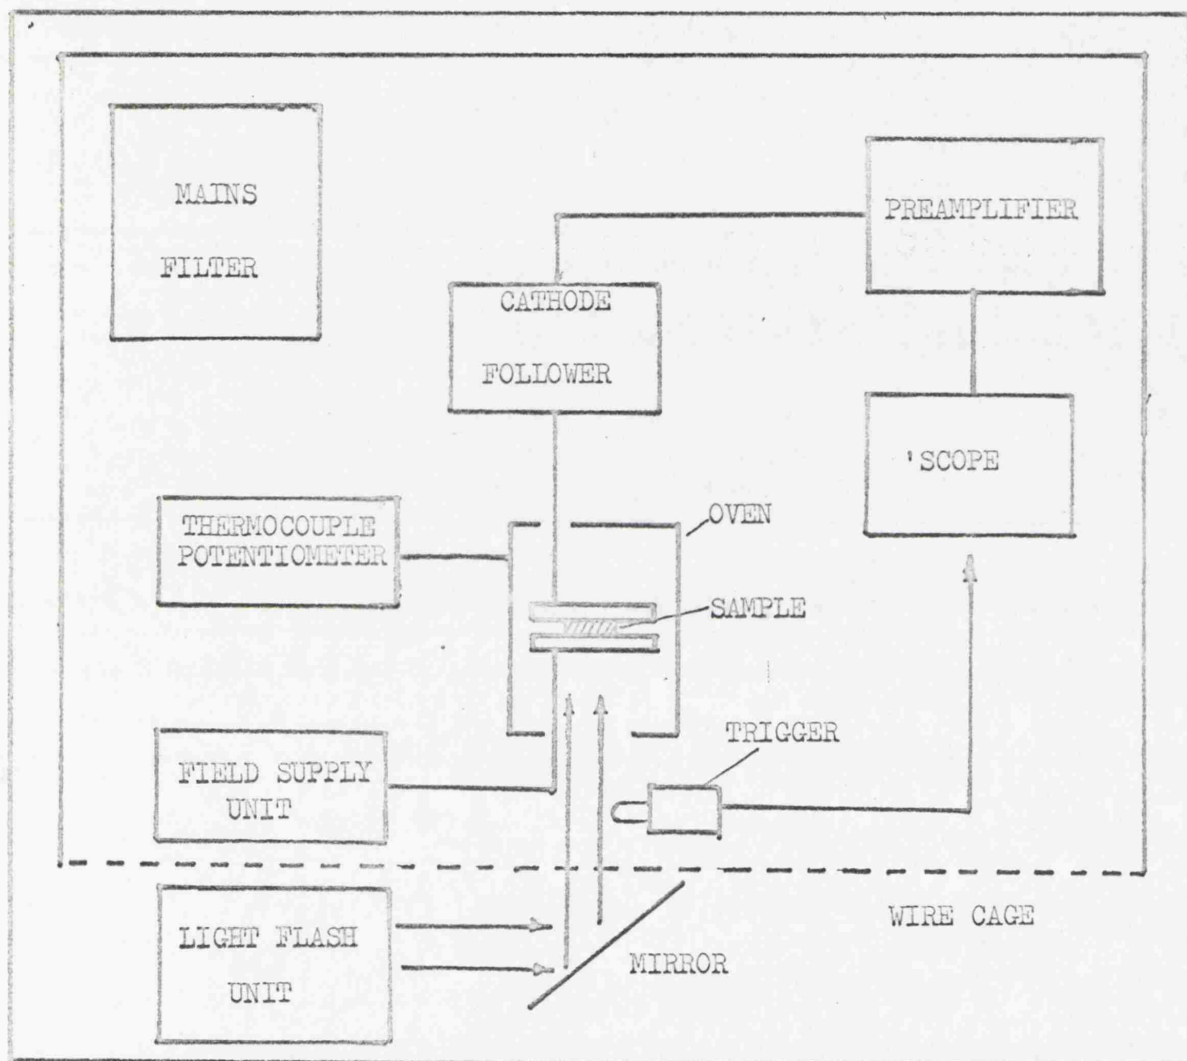 MAINS
FILTER
PREAMPLIFIER
CATHODE
FOLLOWER
'SCOPE
THERMOCOUPLE
POTENTIOMETER
OVEN
SAMPLE
TRIGGER
FIELD SUPPLY
UNIT
WIRE CAGE
LIGHT FLASH
UNIT
MIRROR